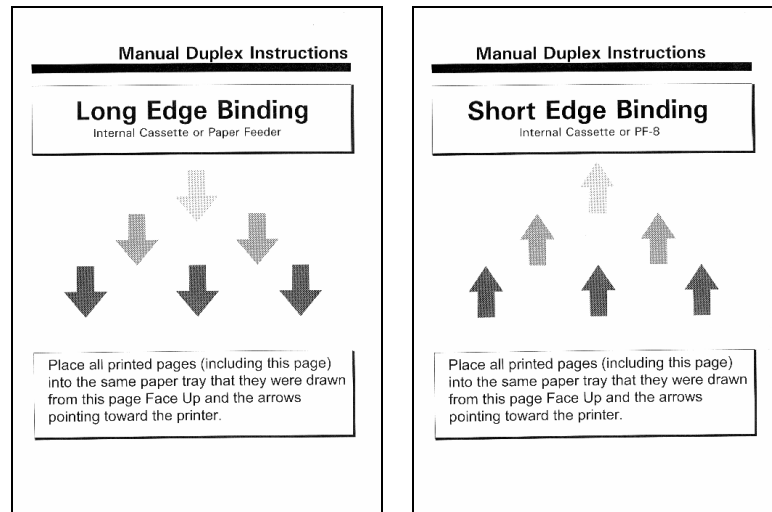 Manual Duplex Instructions
Long Edge Binding
Internal Cassette or Paper Feeder
Place all printed pages (including this page)
into the same paper tray that they were drawn
from this page Face Up and the arrows
pointing toward the printer.
Manual Duplex Instructions
Short Edge Binding
Internal Cassette or PF-8
Place all printed pages (including this page)
into the same paper tray that they were drawn
from this page Face Up and the arrows
pointing toward the printer.